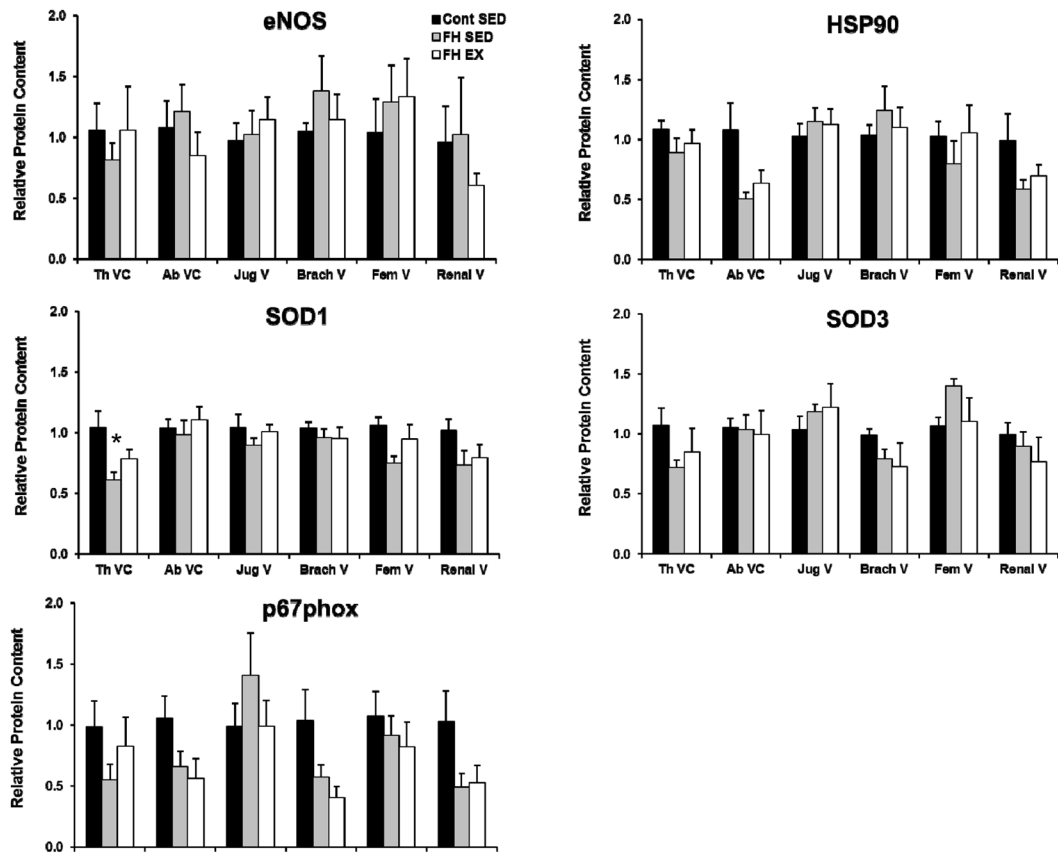 eNOS
Cont SED
FH SED
FH EX
Relative Protein Content
2.0
1.5
1.0
0.5
0.0
Th VC Ab VC Jug V Brach V Fem V Renal V
HSP90
Relative Protein Content
2.0
1.5
1.0
0.5
0.0
Th VC Ab VC Jug V Brach V Fem V Renal V
SOD1
Relative Protein Content
2.0
1.5
1.0
0.5
0.0
*
Th VC Ab VC Jug V Brach V Fem V Renal V
SOD3
Relative Protein Content
2.0
1.5
1.0
0.5
0.0
Th VC Ab VC Jug V Brach V Fem V Renal V
p67phox
Relative Protein Content
2.0
1.5
1.0
0.5
0.0